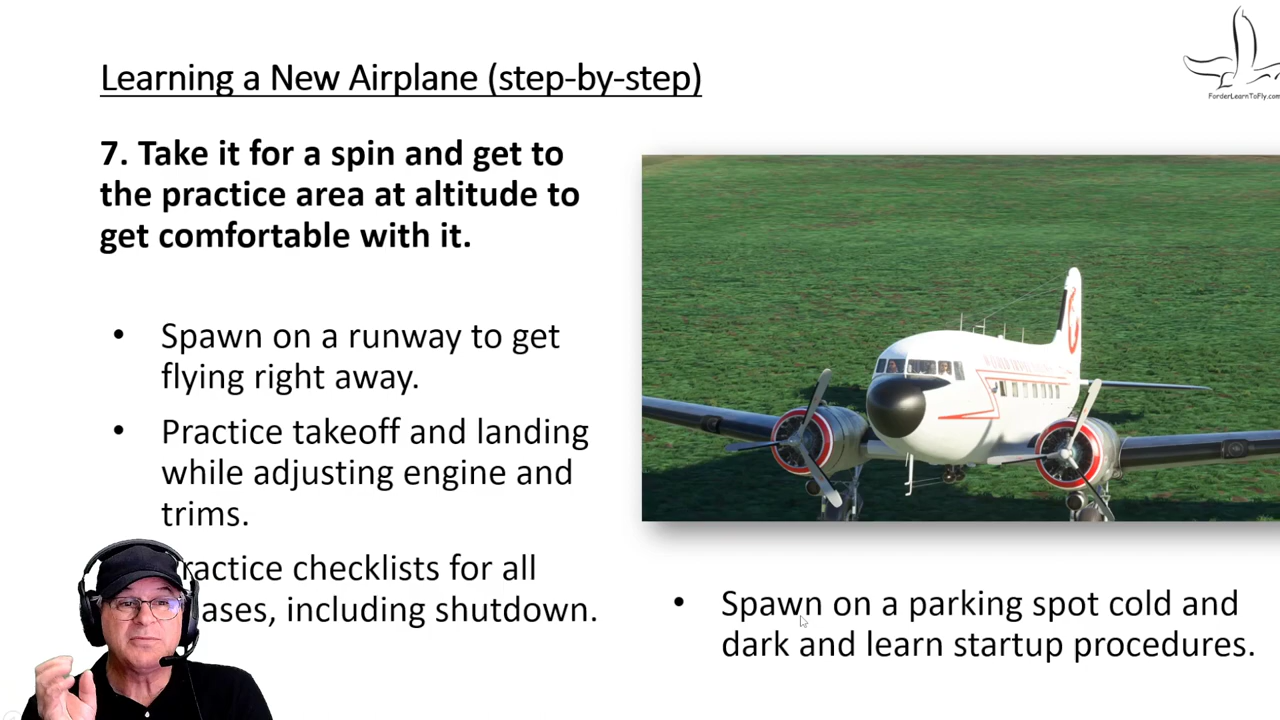 Learning a New Airplane (step-by-step)
ForderLearnToFly.com
7. Take it for a spin and get to
the practice area at altitude to
get comfortable with it.
• Spawn on a runway to get
flying right away.
• Practice takeoff and landing
while adjusting engine and
trims.
ractice checklists for all
ases, including shutdown.
• Spawn on a parking spot cold and
dark and learn startup procedures.